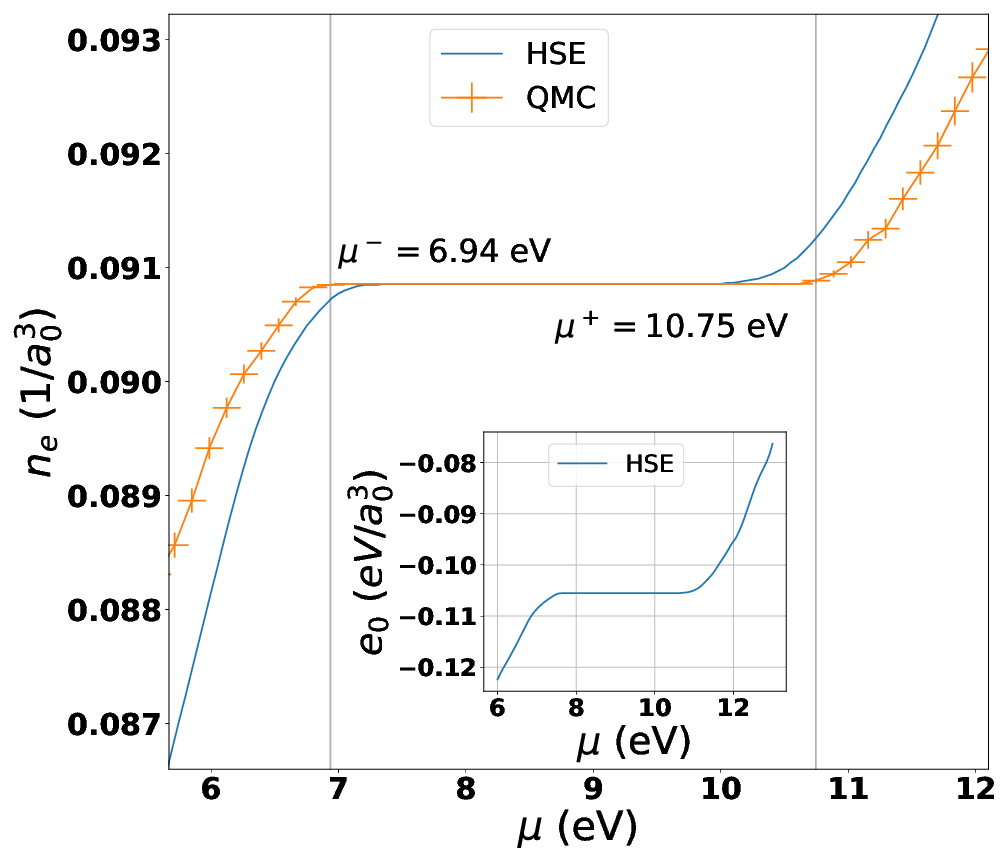 0.093
0.092
0.091
0.090
0.089
0.088
0.087
nₑ (1/a₀³)
HSE
QMC
μ⁻ = 6.94 eV
μ⁺ = 10.75 eV
−0.08
−0.09
−0.10
−0.11
−0.12
e₀ (eV/a₀³)
HSE
6 8 10 12
μ (eV)
6 7 8 9 10 11 12
μ (eV)